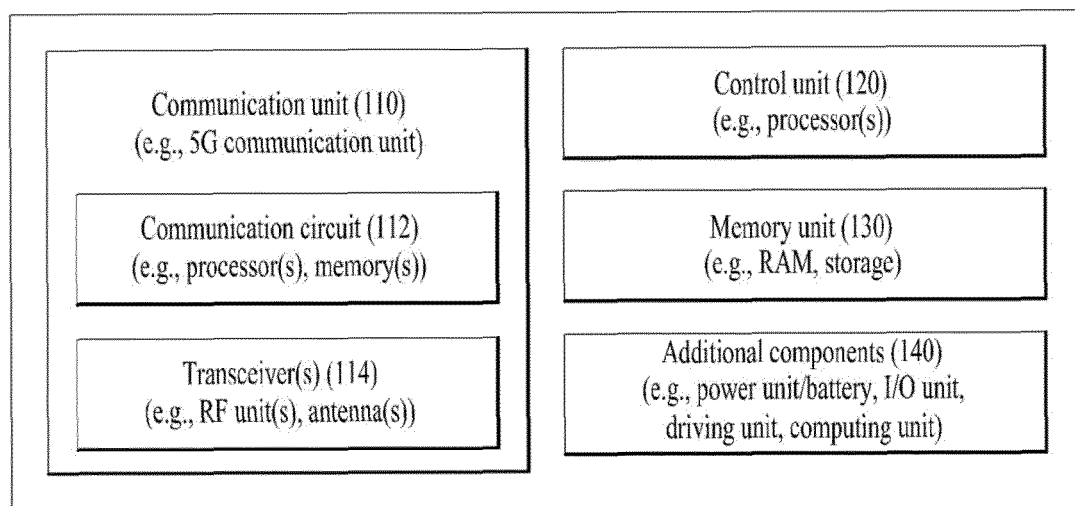 Communication unit (110)
(e.g., 5G communication unit)
Communication circuit (112)
(e.g., processor(s), memory(s))
Transceiver(s) (114)
(e.g., RF unit(s), antenna(s))
Control unit (120)
(e.g., processor(s))
Memory unit (130)
(e.g., RAM, storage)
Additional components (140)
(e.g., power unit/battery, I/O unit,
driving unit, computing unit)